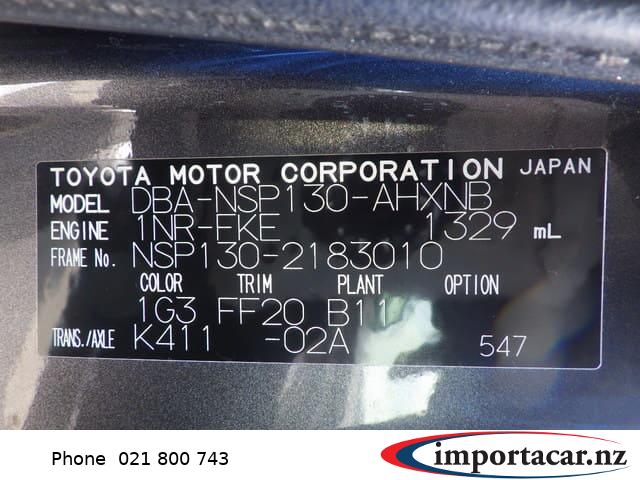 TOYOTA MOTOR CORPORATION JAPAN
MODEL DBA-NSP130-AHXNB
ENGINE 1NR-FKE 1329 mL
FRAME No. NSP130-2183010
COLOR TRIM PLANT OPTION
1G3 FF20 B11
TRANS./AXLE K411 -02A 547
Phone 021 800 743
importacar.nz